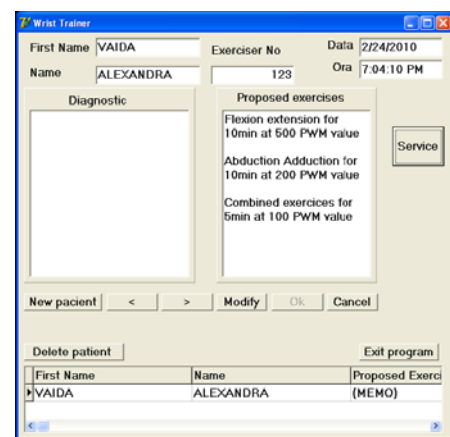 Wrist Trainer
First Name VAIDA Exerciser No Data 2/24/2010
Name ALEXANDRA 123 Ora 7:04:10 PM
Diagnostic Proposed exercises
Flexion extension for
10min at 500 PWM value
Abduction Adduction for
10min at 200 PWM value
Combined exercices for
5min at 100 PWM value
Service
New pacient < > Modify Ok Cancel
Delete patient Exit program
First Name Name Proposed Exerci
VAIDA ALEXANDRA (MEMO)